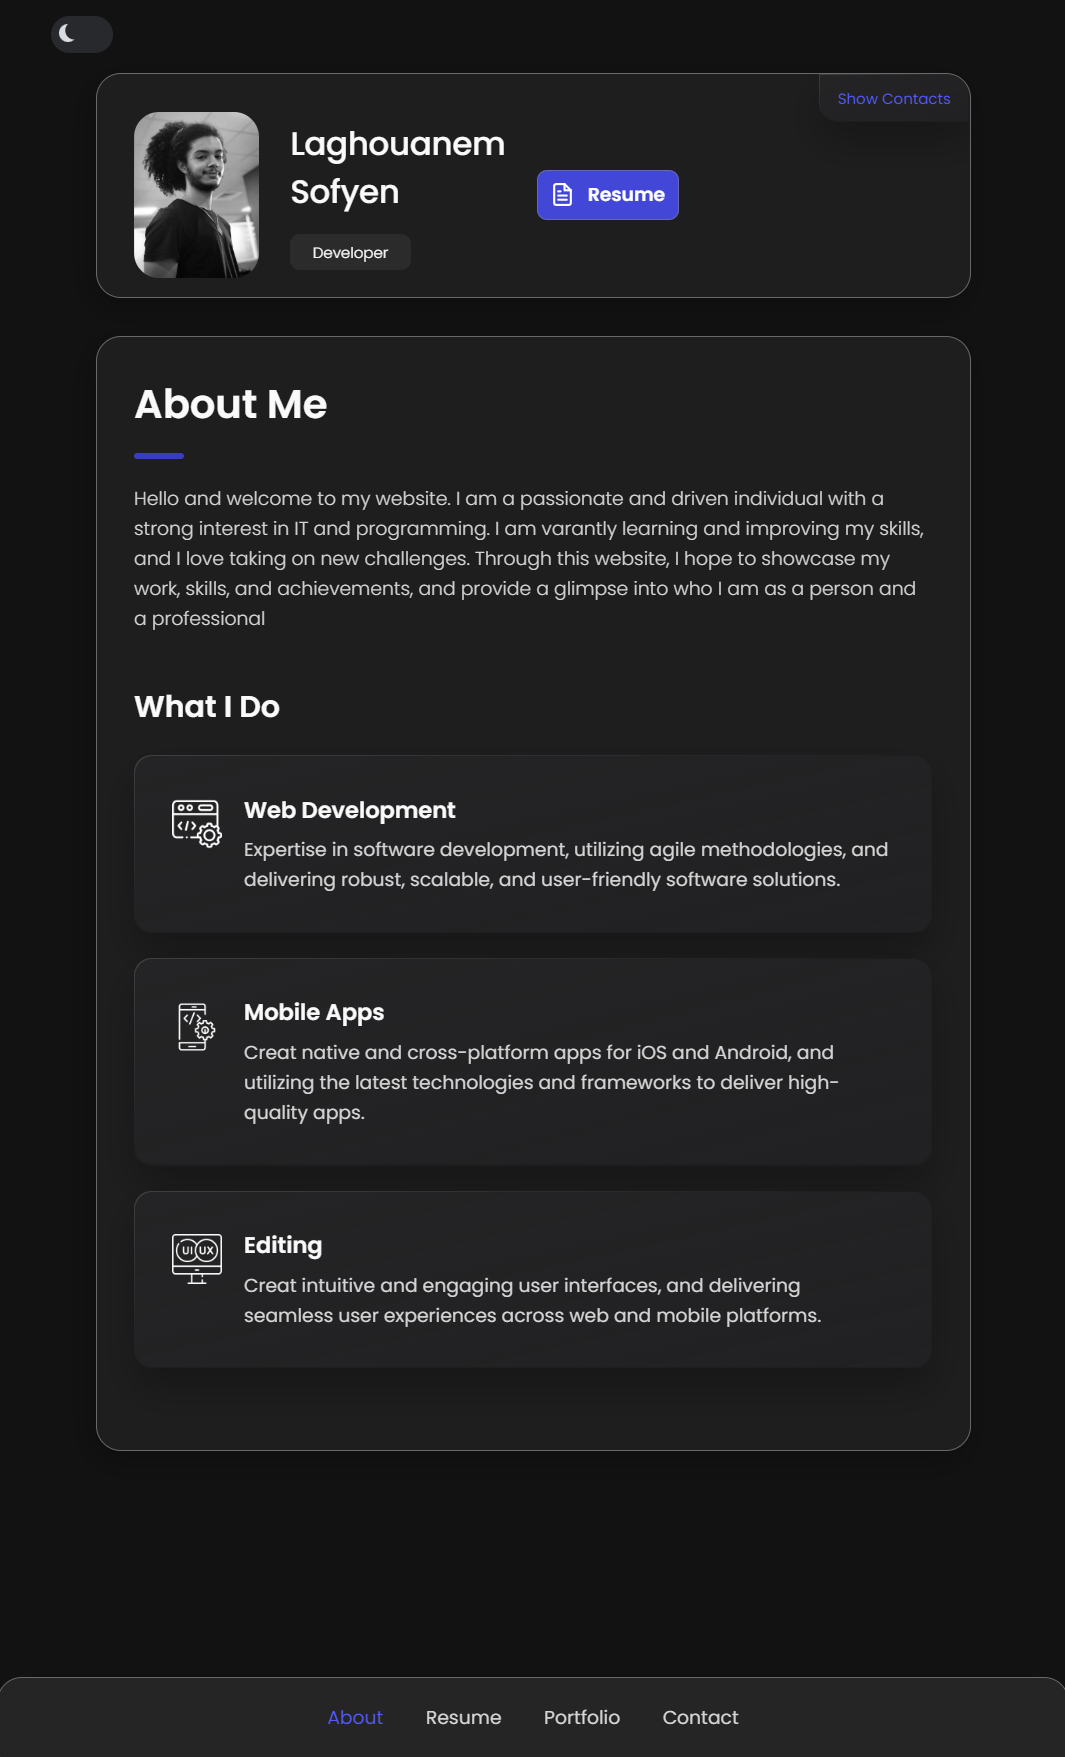 Show Contacts
Laghouanem
Sofyen
Resume
Developer
About Me
Hello and welcome to my website. I am a passionate and driven individual with a
strong interest in IT and programming. I am varantly learning and improving my skills,
and I love taking on new challenges. Through this website, I hope to showcase my
work, skills, and achievements, and provide a glimpse into who I am as a person and
a professional
What I Do
Web Development
Expertise in software development, utilizing agile methodologies, and
delivering robust, scalable, and user-friendly software solutions.
Mobile Apps
Creat native and cross-platform apps for iOS and Android, and
utilizing the latest technologies and frameworks to deliver high-
quality apps.
UI UX
Editing
Creat intuitive and engaging user interfaces, and delivering
seamless user experiences across web and mobile platforms.
About Resume Portfolio Contact